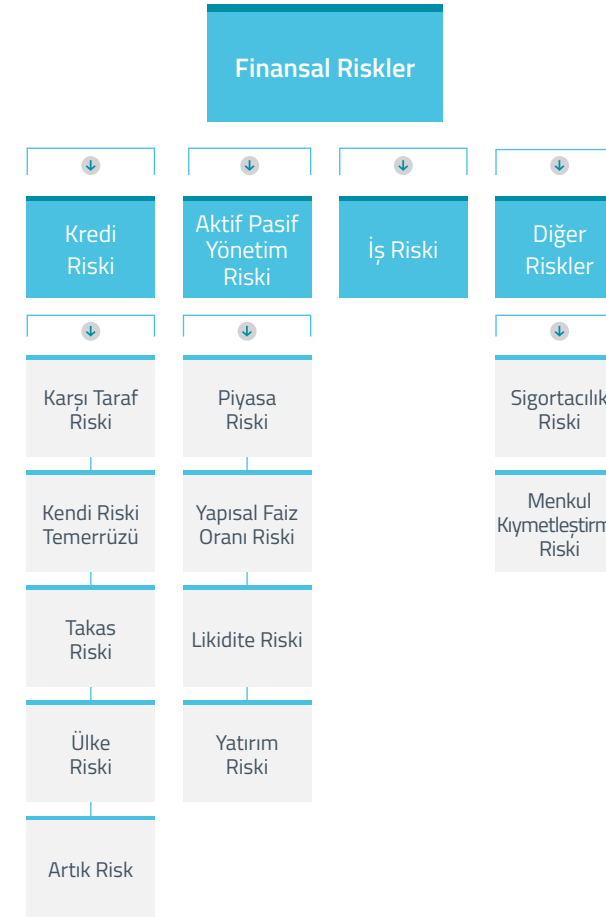 Finansal Riskler
Kredi
Riski
Aktif Pasif
Yönetim
Riski
İş Riski
Diğer
Riskler
Karşı Taraf
Riski
Kendi Riski
Temerrüzü
Takas
Riski
Ülke
Riski
Artık Risk
Piyasa
Riski
Yapısal Faiz
Oranı Riski
Likidite Riski
Yatırım
Riski
Sigortacılık
Riski
Menkul
Riski